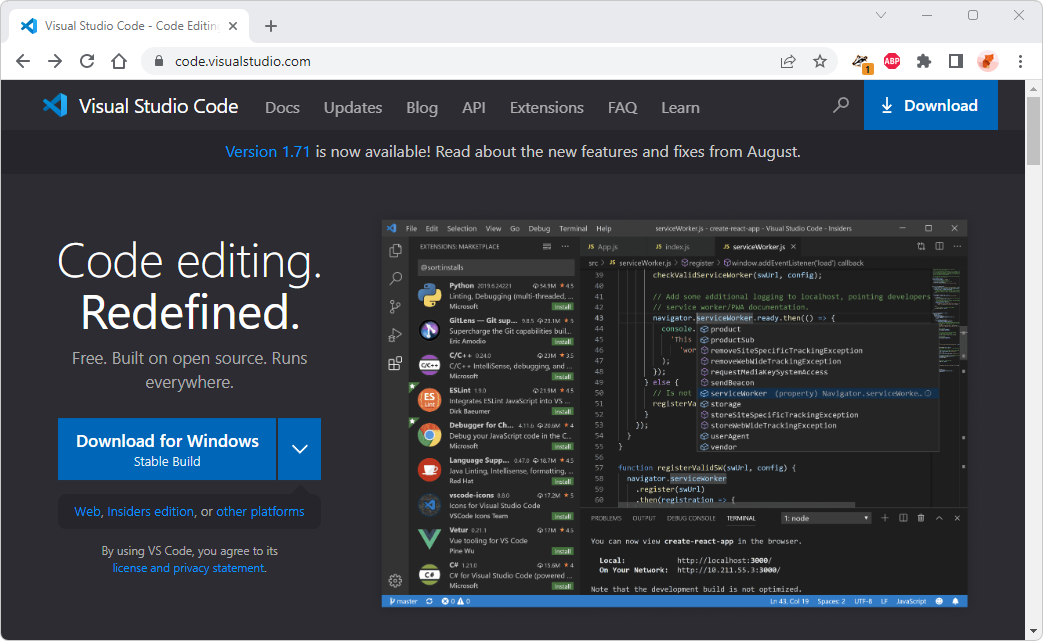 Visual Studio Code - Code Editing
code.visualstudio.com
1
ABP
Visual Studio Code
Docs
Updates
Blog
API
Extensions
FAQ
Learn
Download
Version 1.71 is now available! Read about the new features and fixes from August.
Code editing.
Redefined.
Free. Built on open source. Runs
everywhere.
Download for Windows
Stable Build
Web, Insiders edition, or other platforms
By using VS Code, you agree to its
license and privacy statement.
File Edit Selection View Go Debug Terminal Help
serviceWorker.js - create-react-app - Visual Studio Code - Insiders
EXTENSIONS: MARKETPLACE
@sort:installs
Python 2019.6.24221 54.9M 4.5
Linting, Debugging (multi-threaded, ...
Microsoft Install
GitLens — Git sup... 9.8.5 23.1M 5
Supercharge the Git capabilities buil...
Eric Amodio Install
C/C++ 0.24.0 23M 3.5
C/C++ IntelliSense, debugging, and ...
Microsoft Install
ESLint 1.9.0 21.9M 4.5
Integrates ESLint JavaScript into VS ...
Dirk Baeumer Install
Debugger for Ch... 4.11.6 20.6M 4
Debug your JavaScript code in the C...
Microsoft Install
Language Supp... 0.47.0 18.7M 4.5
Java Linting, Intellisense, formatting, ...
Red Hat Install
vscode-icons 8.8.0 17.2M 5
Icons for Visual Studio Code
VSCode Icons Team Install
Vetur 0.21.1 17M 4.5
Vue tooling for VS Code
Pine Wu Install
C# 1.21.0 15.6M 4
C# for Visual Studio Code (powered ...
Microsoft Install
JS App.js
JS index.js
JS serviceWorker.js
src > JS serviceWorker.js > register > window.addEventListener('load') callback
39 checkValidServiceWorker(swUrl, config);
40
41 // Add some additional logging to localhost, pointing developers
42 // service worker/PWA documentation.
43 navigator.serviceWorker.ready.then(() => {
44 console.
45 'This
46 'wor
47 );
48 });
49 } else {
50 // Is not
51 registerVa
52 }
53 });
54 }
55 }
56
57 function registerValidSW(swUrl, config) {
58 navigator.serviceWorker
59 .register(swUrl)
60 .then(registration => {
product
productSub
removeSiteSpecificTrackingException
removeWebWideTrackingException
requestMediaKeySystemAccess
sendBeacon
serviceWorker (property) Navigator.serviceWorke...
storage
storeSiteSpecificTrackingException
storeWebWideTrackingException
userAgent
vendor
PROBLEMS OUTPUT DEBUG CONSOLE TERMINAL
1: node
You can now view create-react-app in the browser.
Local: http://localhost:3000/
On Your Network: http://10.211.55.3:3000/
Note that the development build is not optimized.
master
0 0
Ln 43, Col 19 Spaces: 2 UTF-8 LF JavaScript